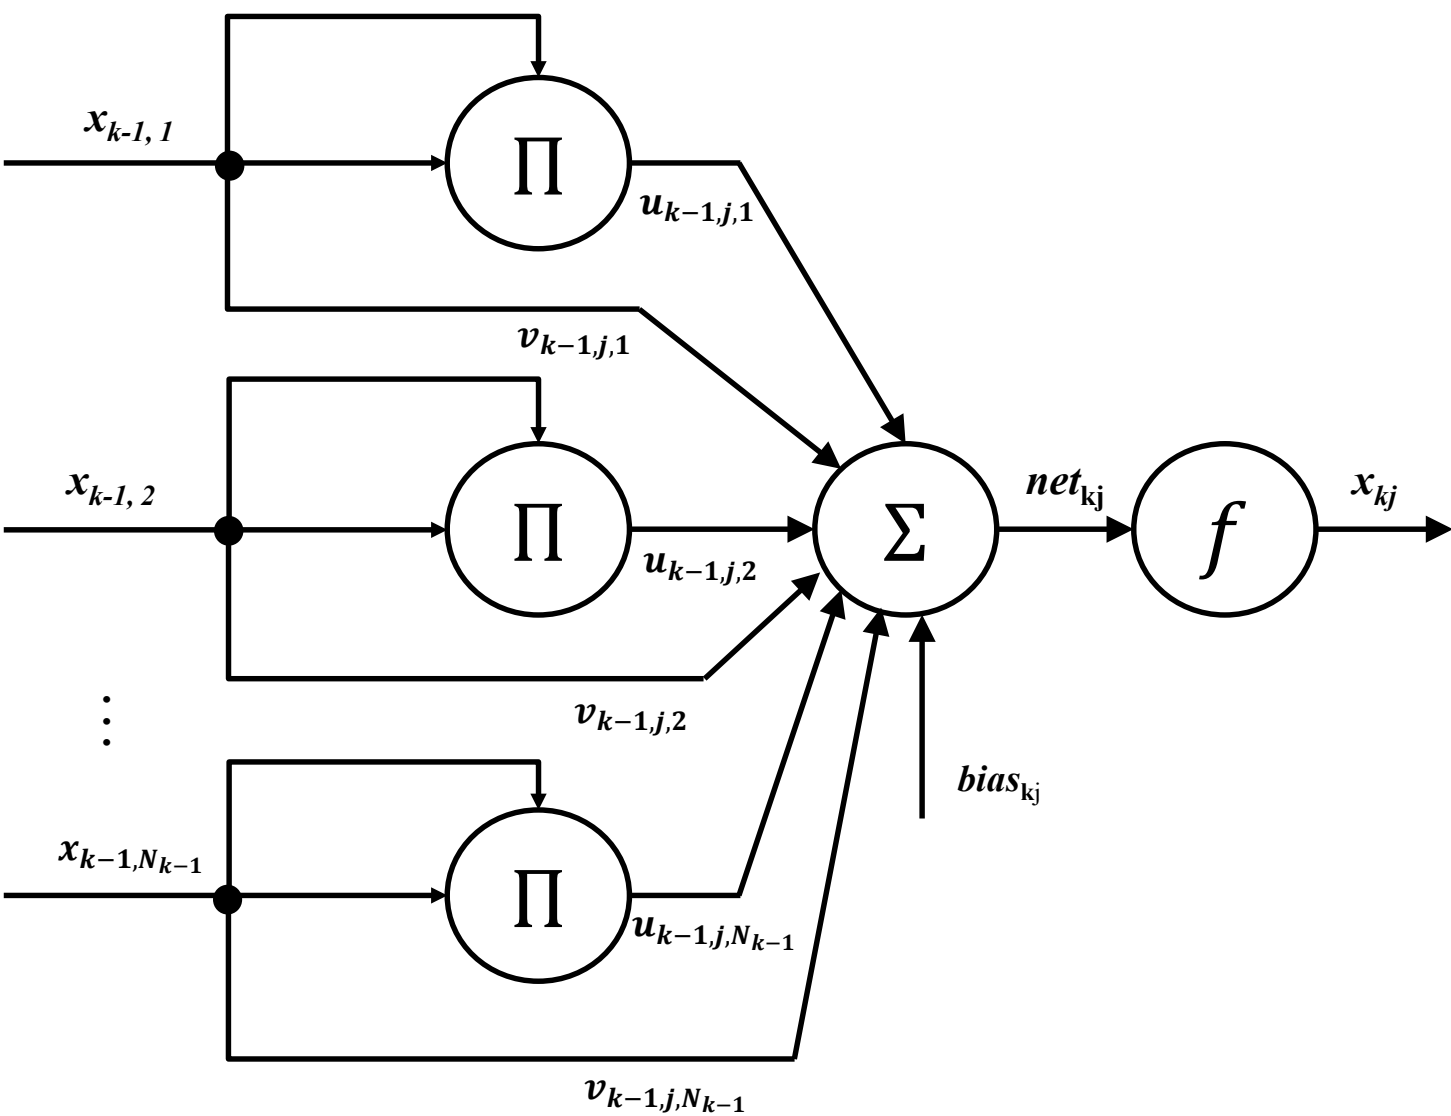 x_{k-1, 1}
∏
u_{k−1,j,1}
v_{k−1,j,1}
x_{k-1, 2}
∏
u_{k−1,j,2}
Σ
net_{kj}
f
x_{kj}
v_{k−1,j,2}
⋮
bias_{kj}
x_{k−1,N_{k−1}}
∏
u_{k−1,j,N_{k−1}}
v_{k−1,j,N_{k−1}}